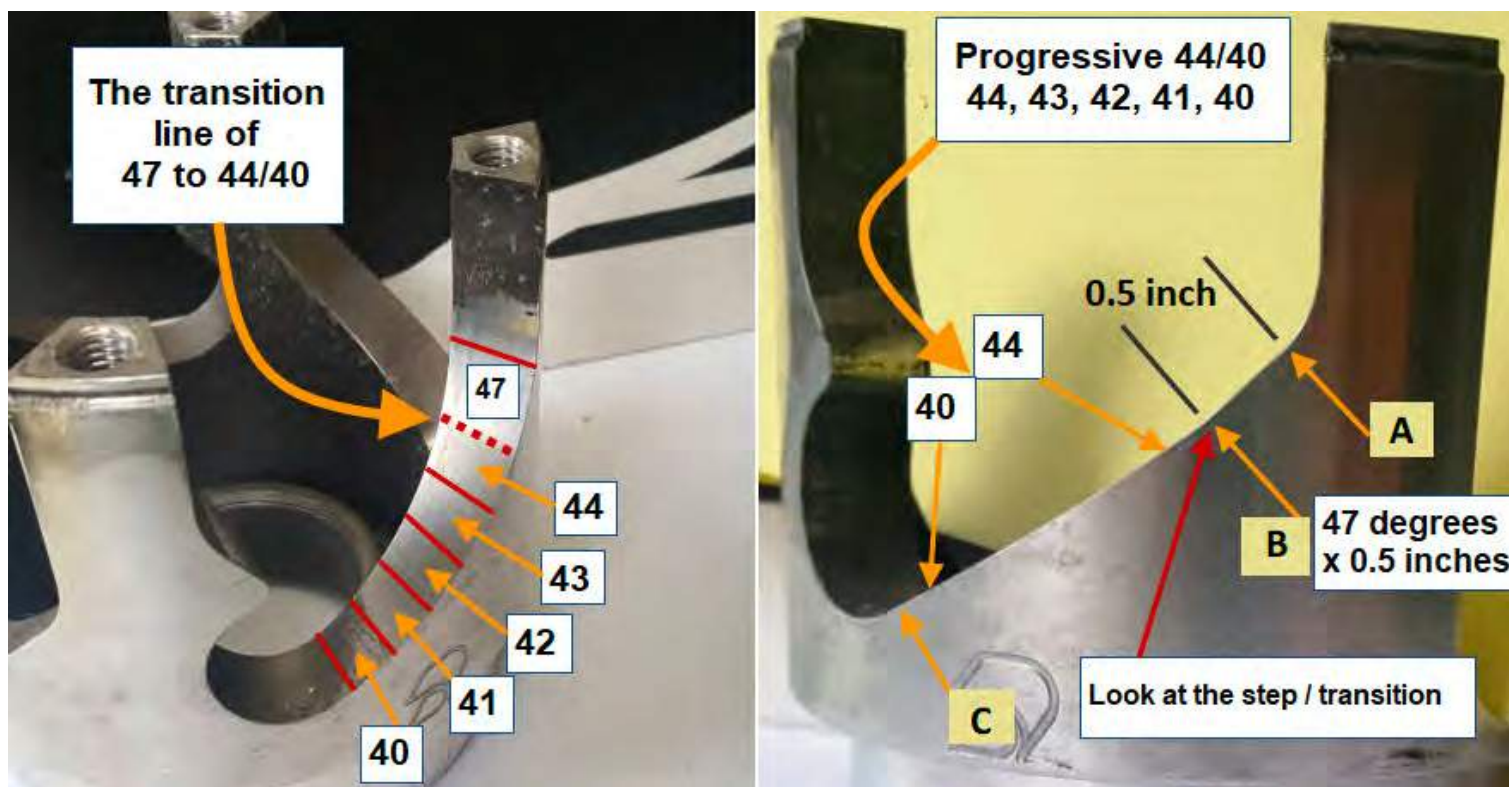 The transition
line of
47 to 44/40
47
44
43
42
41
40
Progressive 44/40
44, 43, 42, 41, 40
0.5 inch
44
40
A
B
47 degrees
x 0.5 inches
C
Look at the step / transition